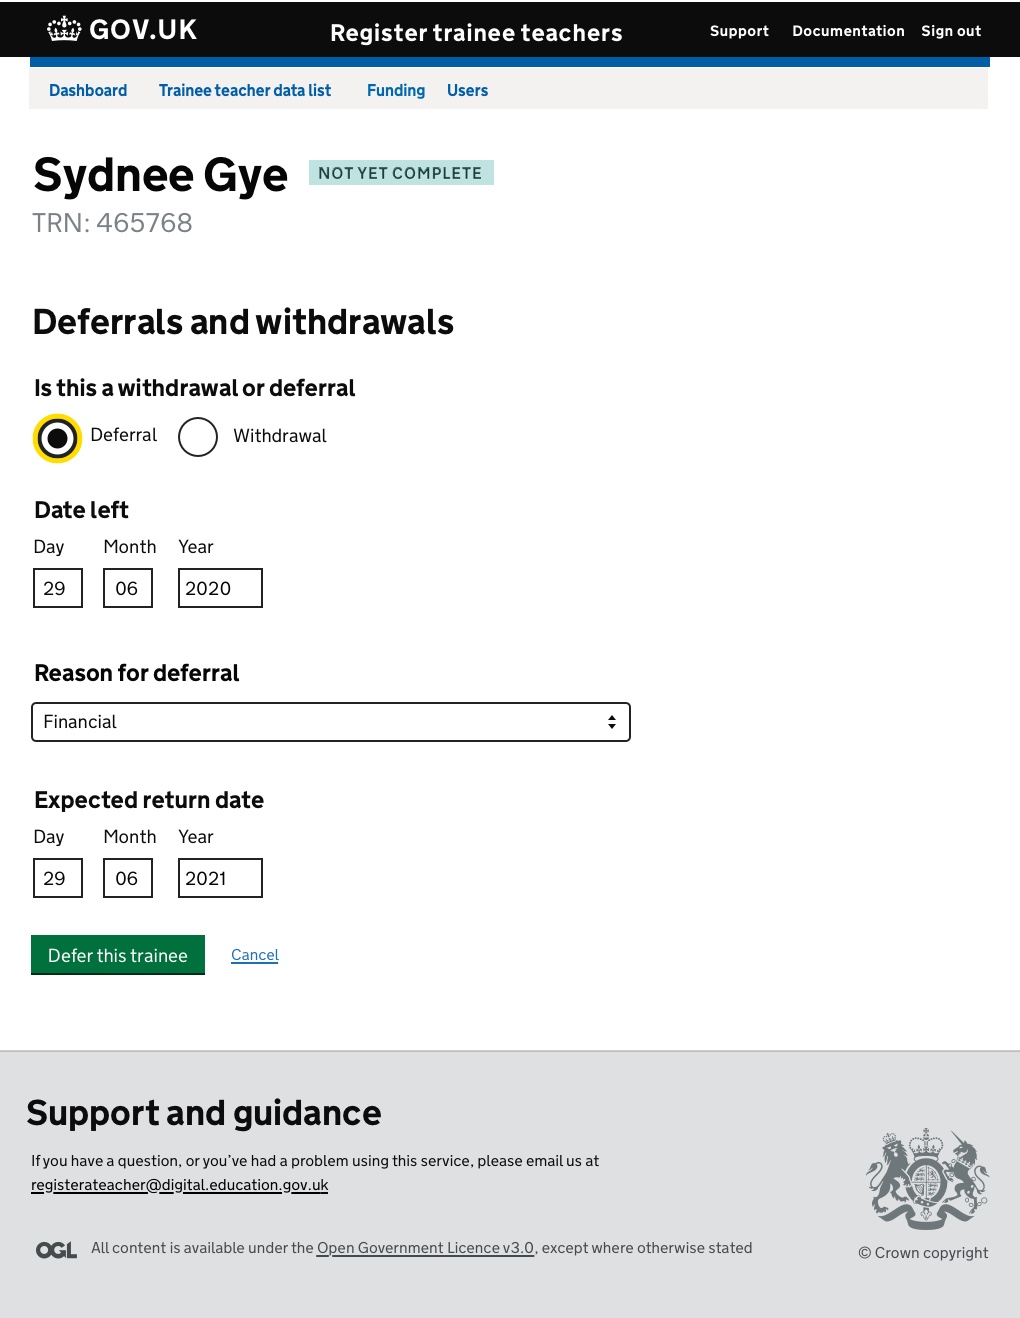 GOV.UK Register trainee teachers Support Documentation Sign out
Dashboard Trainee teacher data list Funding Users
Sydnee Gye NOT YET COMPLETE
TRN: 465768
Deferrals and withdrawals
Is this a withdrawal or deferral
Deferral Withdrawal
Date left
Day Month Year
29 06 2020
Reason for deferral
Financial
Expected return date
Day Month Year
29 06 2021
Defer this trainee Cancel
Support and guidance
If you have a question, or you’ve had a problem using this service, please email us at
registerateacher@digital.education.gov.uk
OGL All content is available under the Open Government Licence v3.0, except where otherwise stated
© Crown copyright